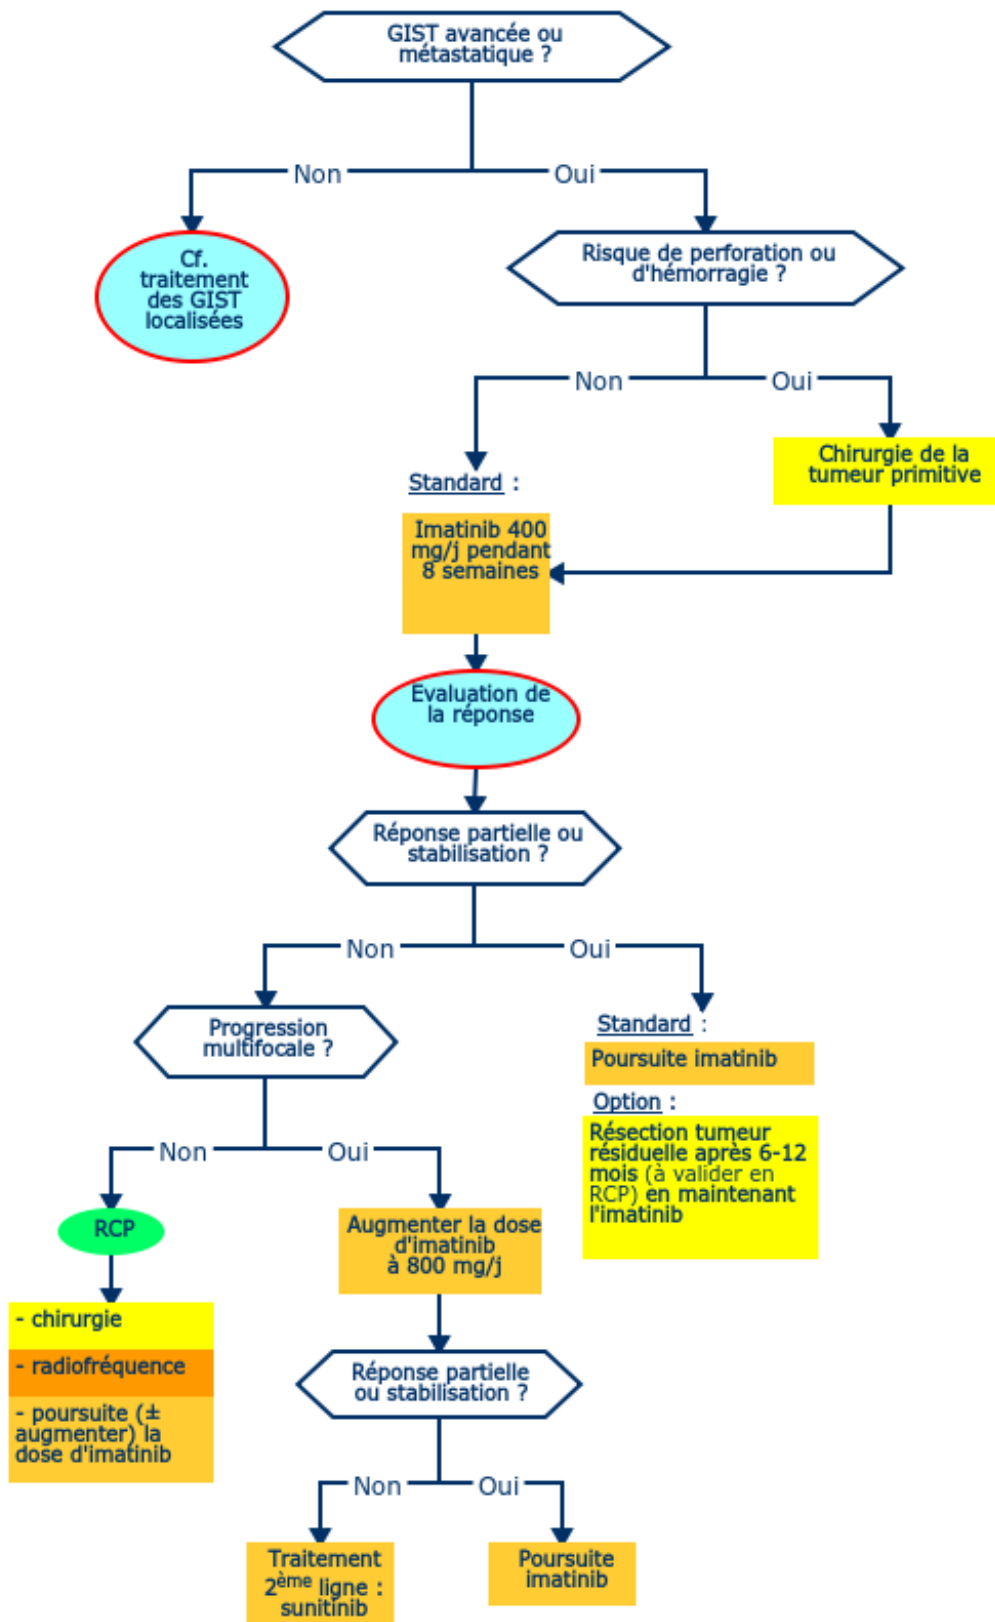 GIST avancée ou
métastatique ?
Non
Oui
Cf.
traitement
des GIST
localisées
Risque de perforation ou
d'hémorragie ?
Non
Oui
Chirurgie de la
tumeur primitive
Standard :
Imatinib 400
mg/j pendant
8 semaines
Evaluation de
la réponse
Réponse partielle ou
stabilisation ?
Non
Oui
Progression
multifocale ?
Standard :
Poursuite imatinib
Option :
Résection tumeur
résiduelle après 6-12
mois (à valider en
RCP) en maintenant
l'imatinib
Non
Oui
RCP
Augmenter la dose
d'imatinib
à 800 mg/j
- chirurgie
- radiofréquence
- poursuite (±
augmenter) la
dose d'imatinib
Réponse partielle
ou stabilisation ?
Non
Oui
Traitement
2ème ligne :
sunitinib
Poursuite
imatinib